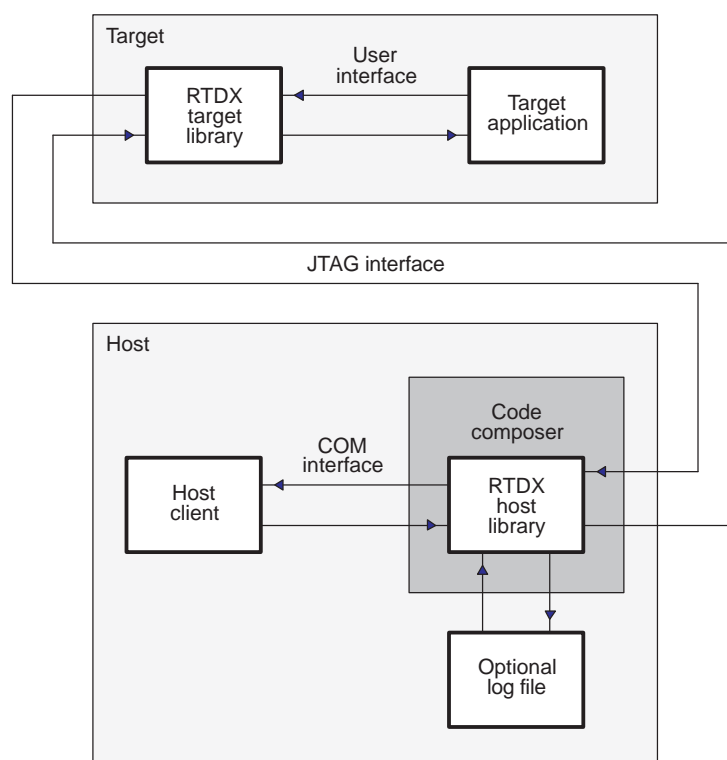 Target
User
interface
RTDX
target
library
Target
application
JTAG interface
Host
Code
composer
COM
interface
Host
client
RTDX
host
library
Optional
log file